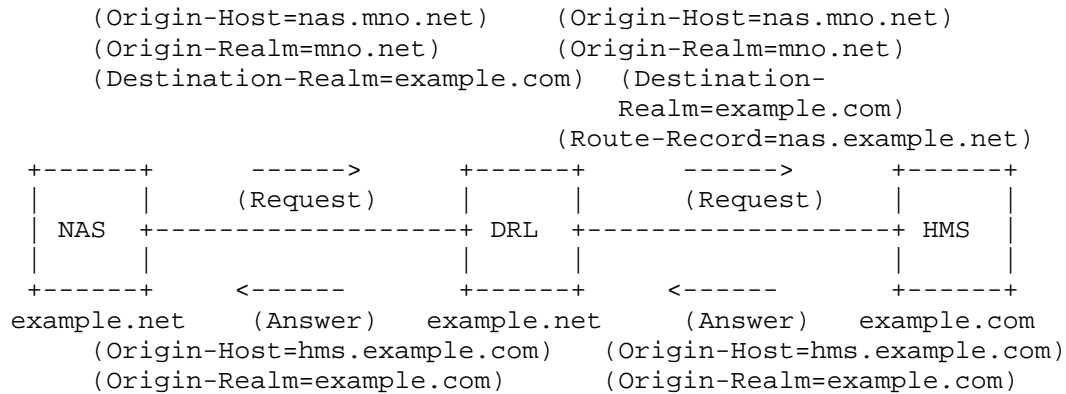 (Origin-Host=nas.mno.net)   (Origin-Host=nas.mno.net)
(Origin-Realm=mno.net)      (Origin-Realm=mno.net)
(Destination-Realm=example.com)  (Destination-
Realm=example.com)
(Route-Record=nas.example.net)
+------+      ------>      +------+      ------>      +------+
|      |     (Request)     |      |     (Request)     |      |
| NAS  +-------------------+ DRL  +-------------------+ HMS  |
|      |                   |      |                   |      |
+------+     <------       +------+     <------       +------+
example.net    (Answer)   example.net     (Answer)   example.com
(Origin-Host=hms.example.com)   (Origin-Host=hms.example.com)
(Origin-Realm=example.com)      (Origin-Realm=example.com)